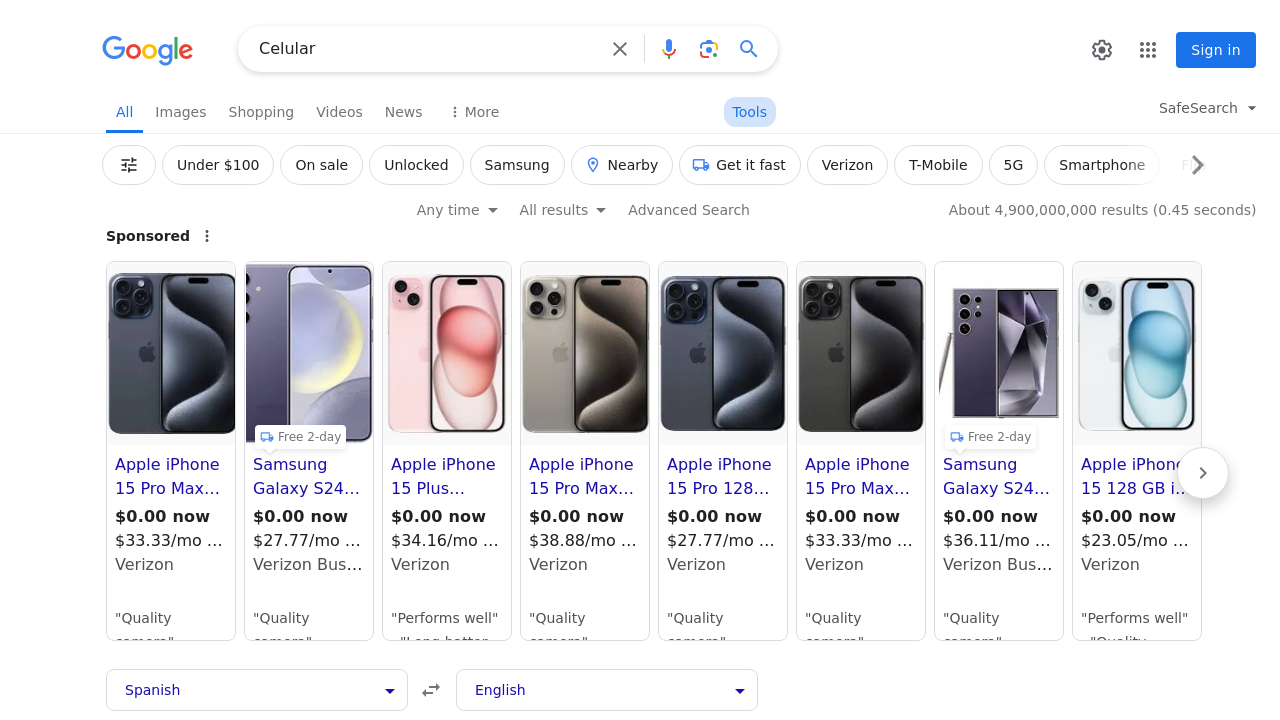 Google
Celular
Sign in
All
Images
Shopping
Videos
News
More
Tools
SafeSearch
Under $100
On sale
Unlocked
Samsung
Nearby
Get it fast
Verizon
T-Mobile
5G
Smartphone
Any time
All results
Advanced Search
About 4,900,000,000 results (0.45 seconds)
Sponsored
Apple iPhone
15 Pro Max...
$0.00 now
$33.33/mo ...
Verizon
"Quality
camera"
Free 2-day
Samsung
Galaxy S24...
$0.00 now
$27.77/mo ...
Verizon Bus...
"Quality
camera"
Apple iPhone
15 Plus...
$0.00 now
$34.16/mo ...
Verizon
"Performs well"
Apple iPhone
15 Pro Max...
$0.00 now
$38.88/mo ...
Verizon
"Quality
camera"
Apple iPhone
15 Pro 128...
$0.00 now
$27.77/mo ...
Verizon
"Quality
camera"
Apple iPhone
15 Pro Max...
$0.00 now
$33.33/mo ...
Verizon
"Quality
camera"
Free 2-day
Samsung
Galaxy S24...
$0.00 now
$36.11/mo ...
Verizon Bus...
"Quality
camera"
Apple iPhone
15 128 GB i...
$0.00 now
$23.05/mo ...
Verizon
"Performs well"
"Quality
Spanish
English